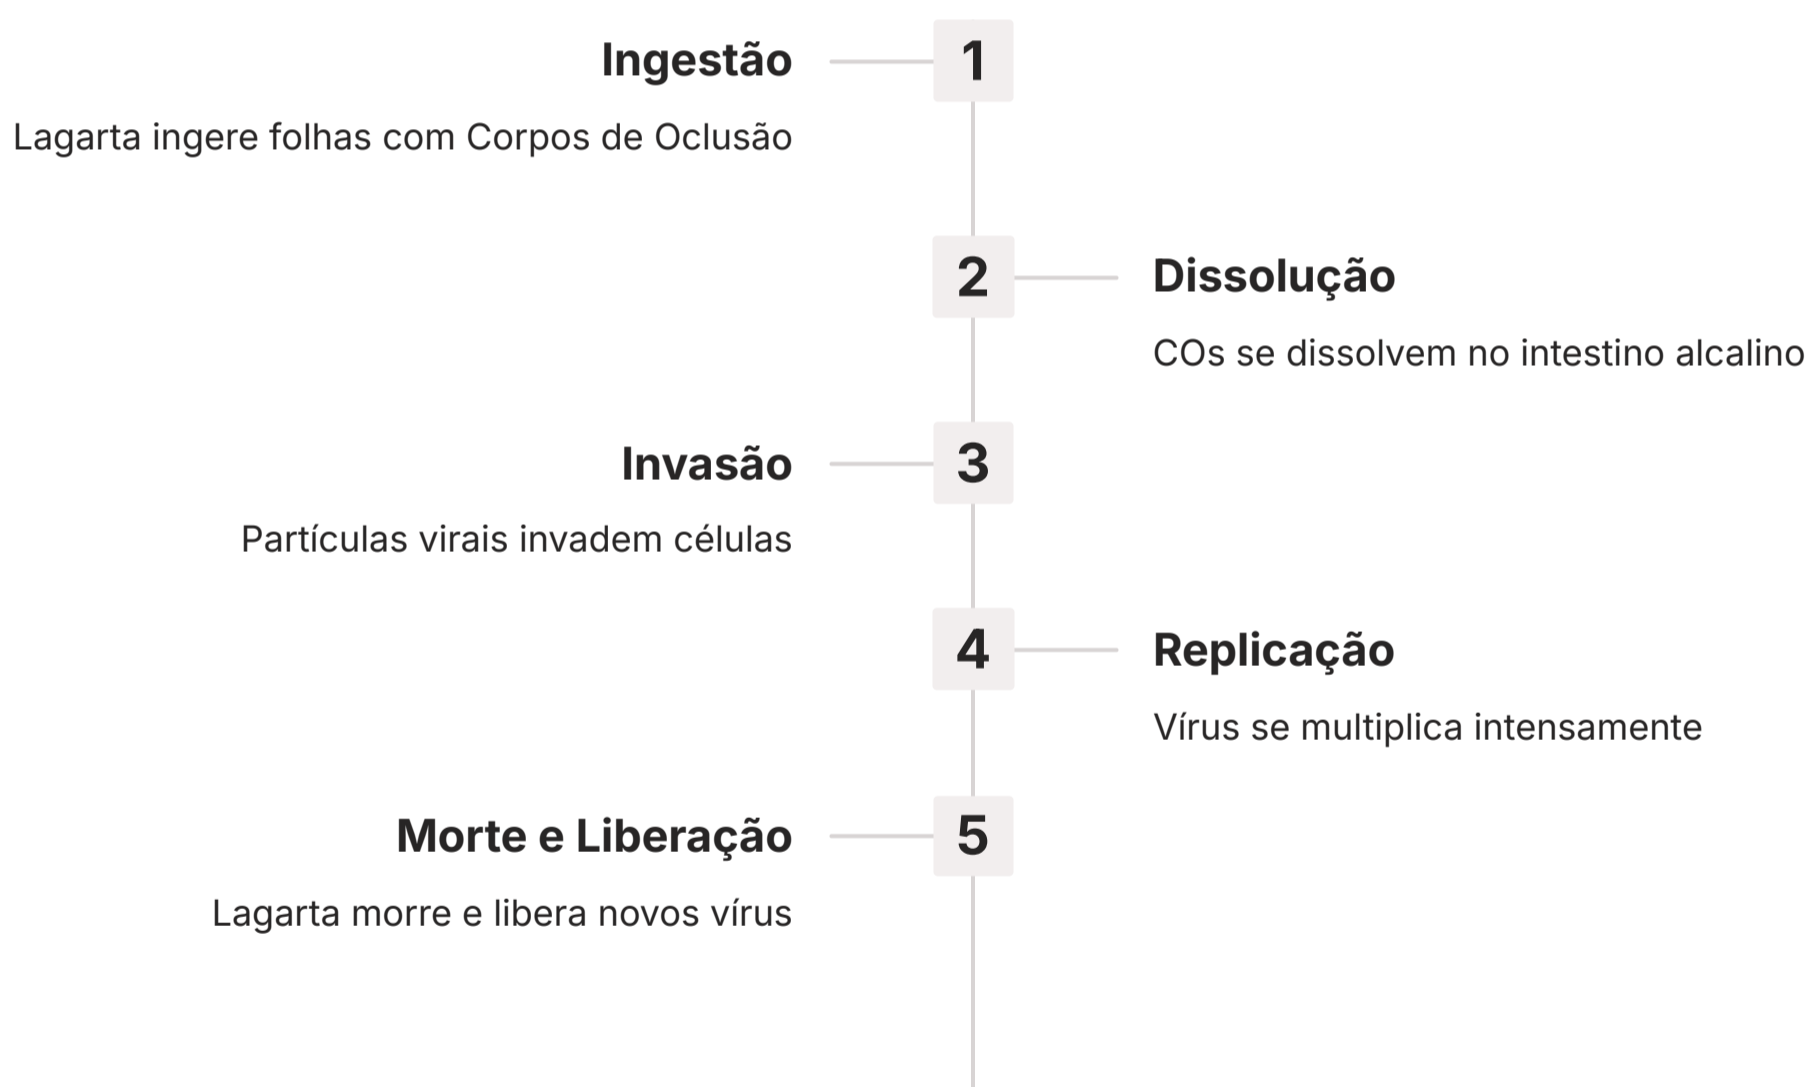 Ingestão
1
Lagarta ingere folhas com Corpos de Oclusão
2
Dissolução
COs se dissolvem no intestino alcalino
Invasão
3
Partículas virais invadem células
4
Replicação
Vírus se multiplica intensamente
Morte e Liberação
5
Lagarta morre e libera novos vírus